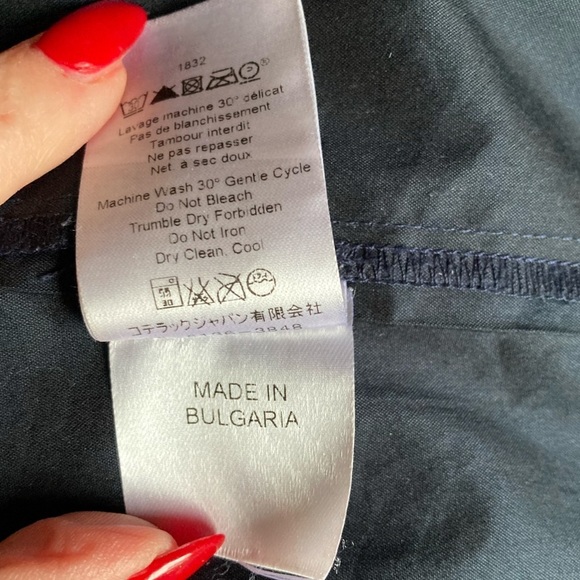 1832
Lavage machine 30° délicat
Pas de blanchissement
Tambour interdit
Ne pas repasser
Net. à sec doux
Machine Wash 30° Gentle Cycle
Do Not Bleach
Trumble Dry Forbidden
Do Not Iron
Dry Clean, Cool
コテラックジャパン有限会社
3848
MADE IN
BULGARIA